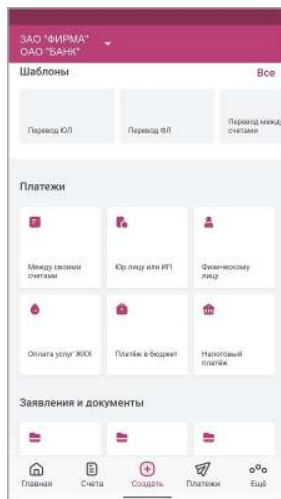 ЗАО "ФИРМА"
ОАО "БАНК"
Шаблоны Все
Перевод ЮЛ
Перевод ФЛ
Перевод между
счетами
Платежи
Между своими
счетами
Юр лицу или ИП
Физическому
лицу
Оплата услуг ЖКХ
Платёж в бюджет
Налоговый
платёж
Заявления и документы
Главная Счета Создать Платежи Ещё